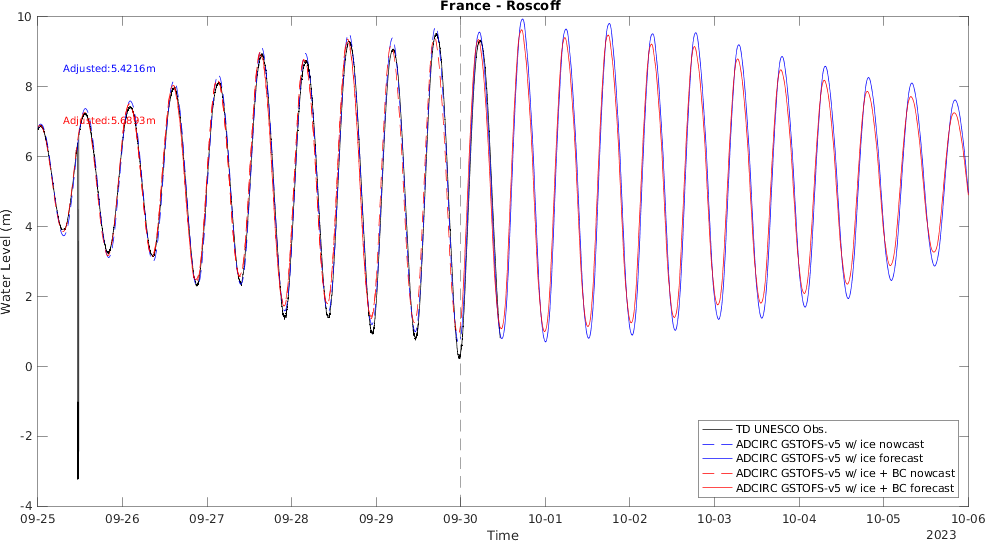 France - Roscoff
10
8
6
4
2
0
-2
-4
Water Level (m)
Adjusted:5.4216m
Adjusted:5.6893m
TD UNESCO Obs.
ADCIRC GSTOFS-v5 w/ ice nowcast
ADCIRC GSTOFS-v5 w/ ice forecast
ADCIRC GSTOFS-v5 w/ ice + BC nowcast
ADCIRC GSTOFS-v5 w/ ice + BC forecast
09-25 09-26 09-27 09-28 09-29 09-30 10-01 10-02 10-03 10-04 10-05 10-06
Time
2023